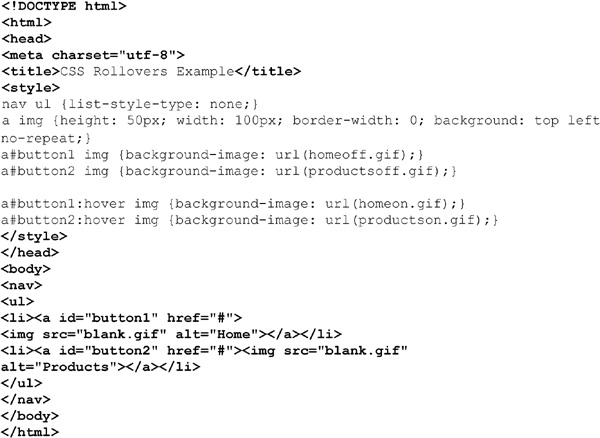 <!DOCTYPE html>
<html>
<head>
<meta charset="utf-8">
<title>CSS Rollovers Example</title>
<style>
nav ul {list-style-type: none;}
a img {height: 50px; width: 100px; border-width: 0; background: top left
no-repeat;}
a#button1 img {background-image: url(homeoff.gif);}
a#button2 img {background-image: url(productsoff.gif);}

a#button1:hover img {background-image: url(homeon.gif);}
a#button2:hover img {background-image: url(productson.gif);}
</style>
</head>
<body>
<nav>
<ul>
<li><a id="button1" href="#">
<img src="blank.gif" alt="Home"></a></li>
<li><a id="button2" href="#"><img src="blank.gif"
alt="Products"></a></li>
</ul>
</nav>
</body>
</html>